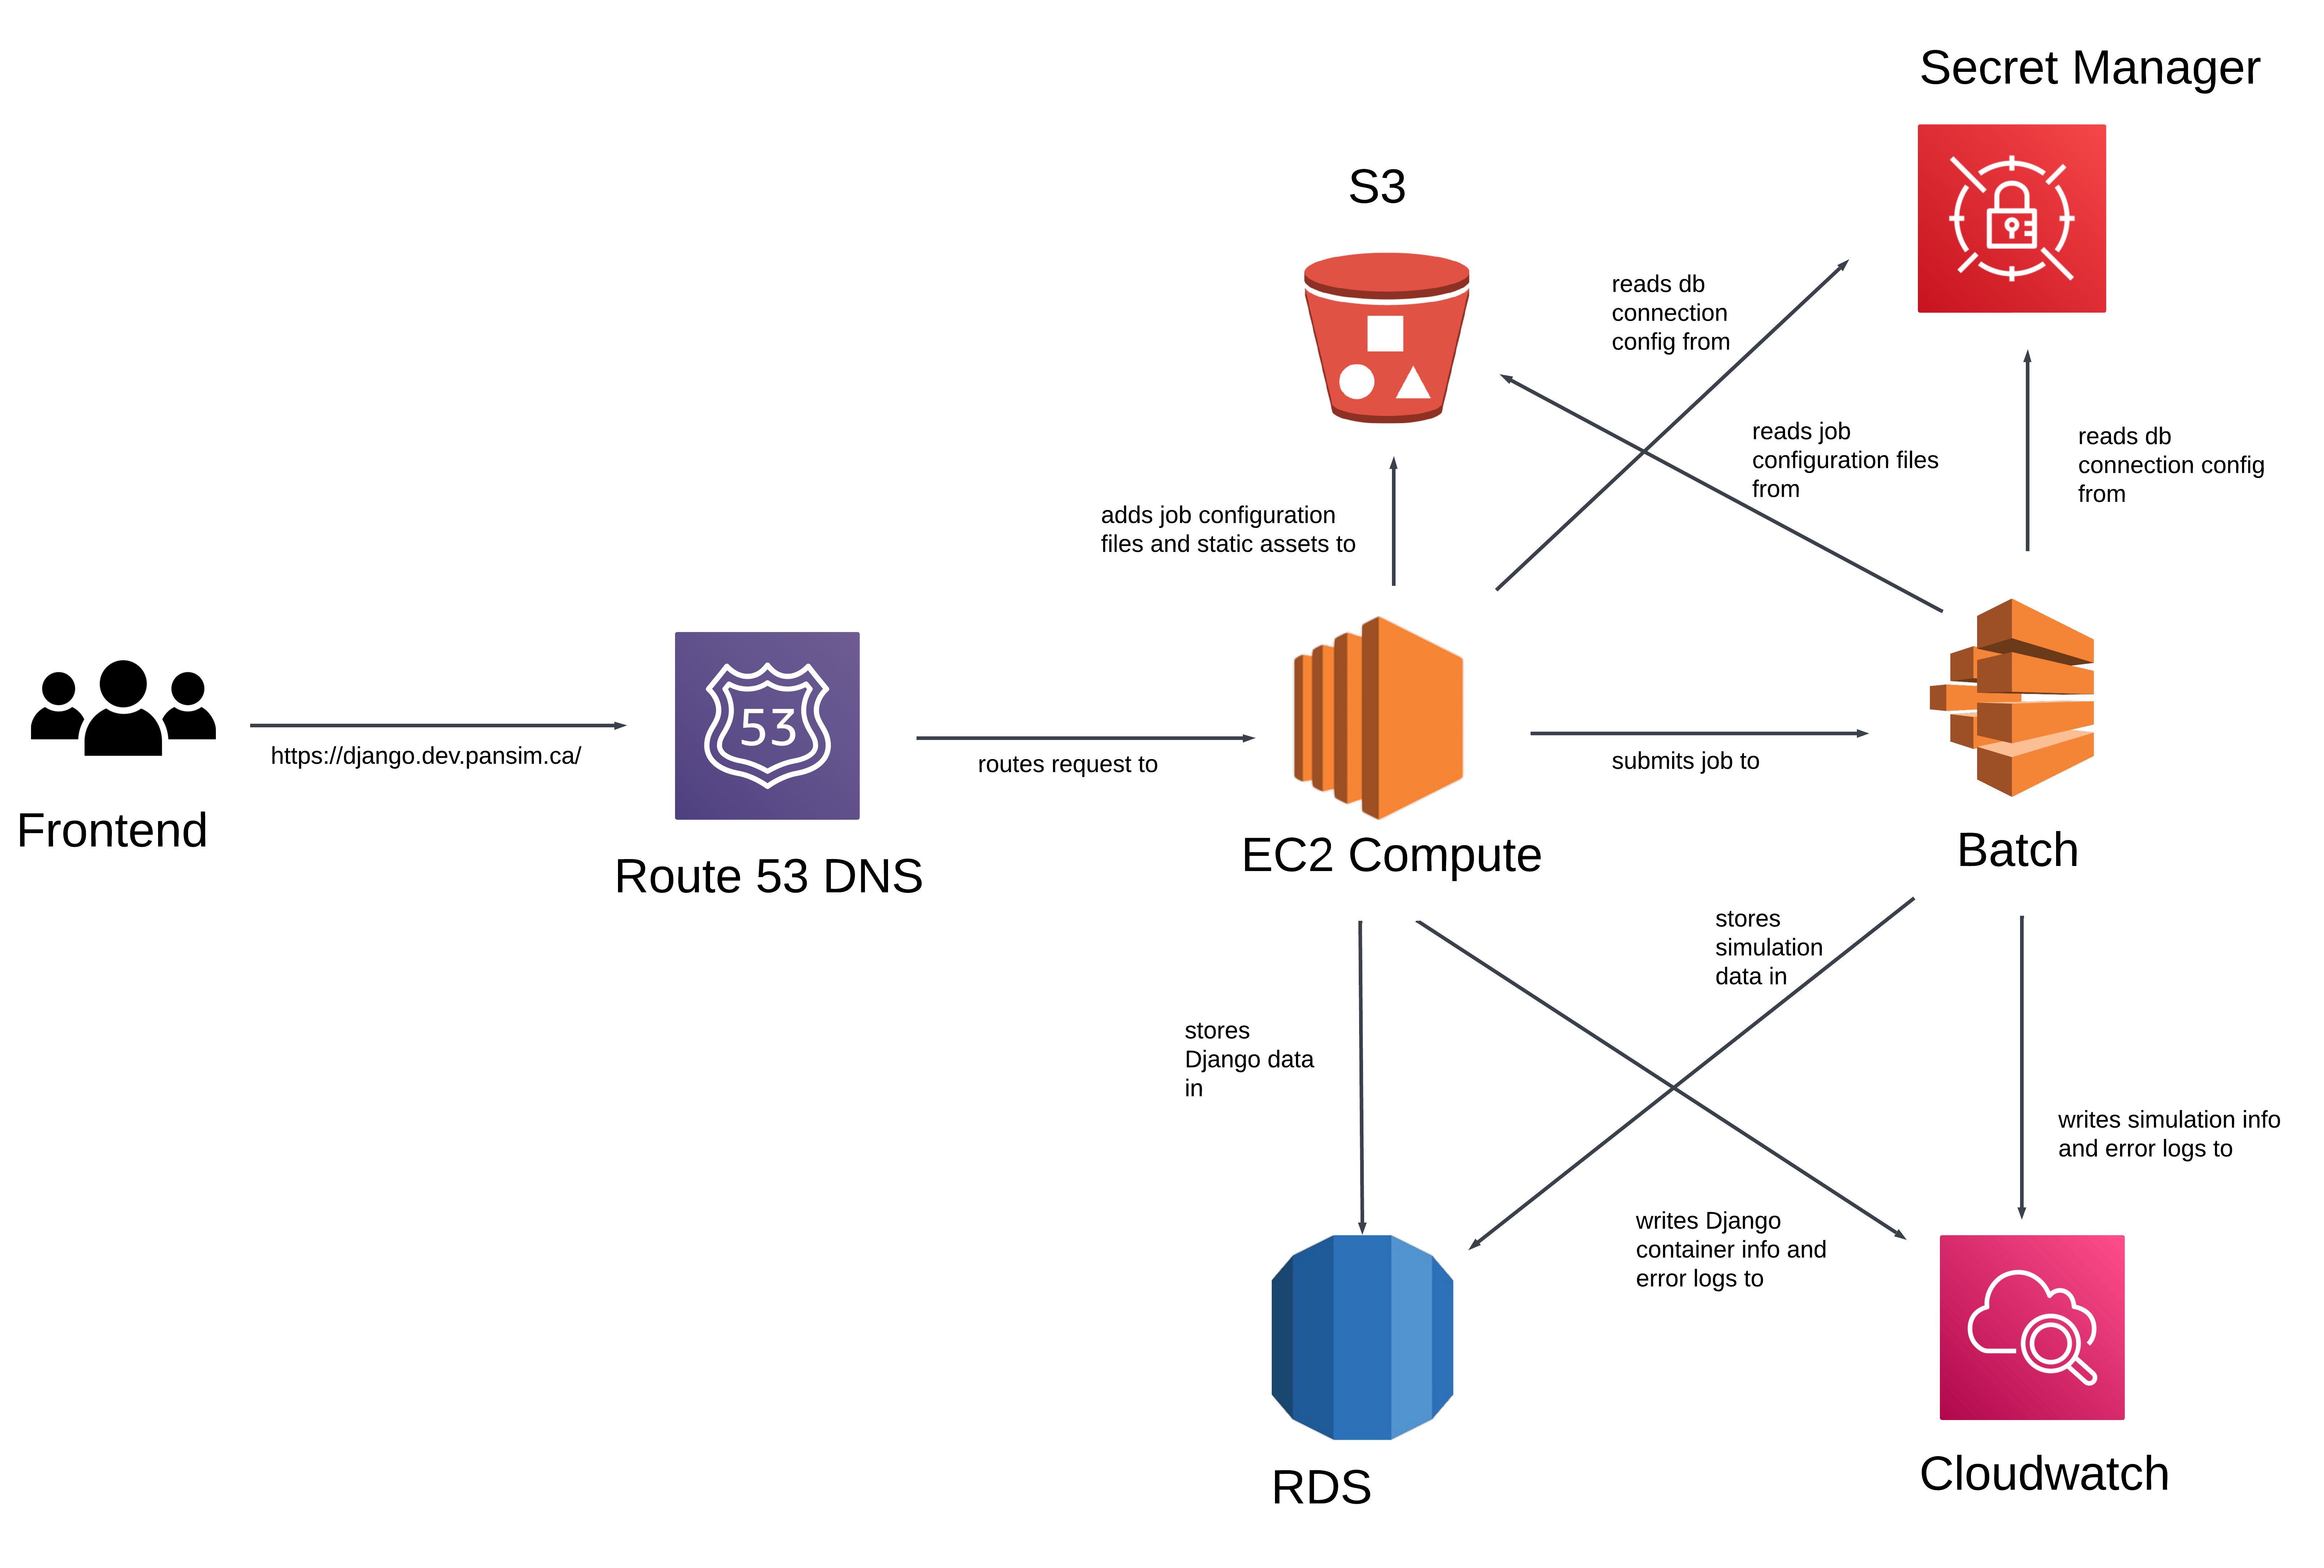 Secret Manager
S3
reads db
connection
config from
reads job
configuration files
from
reads db
connection config
from
adds job configuration
files and static assets to
53
https://django.dev.pansim.ca/
routes request to
submits job to
Frontend
Route 53 DNS
EC2 Compute
Batch
stores
simulation
data in
stores
Django data
in
writes simulation info
and error logs to
writes Django
container info and
error logs to
RDS
Cloudwatch